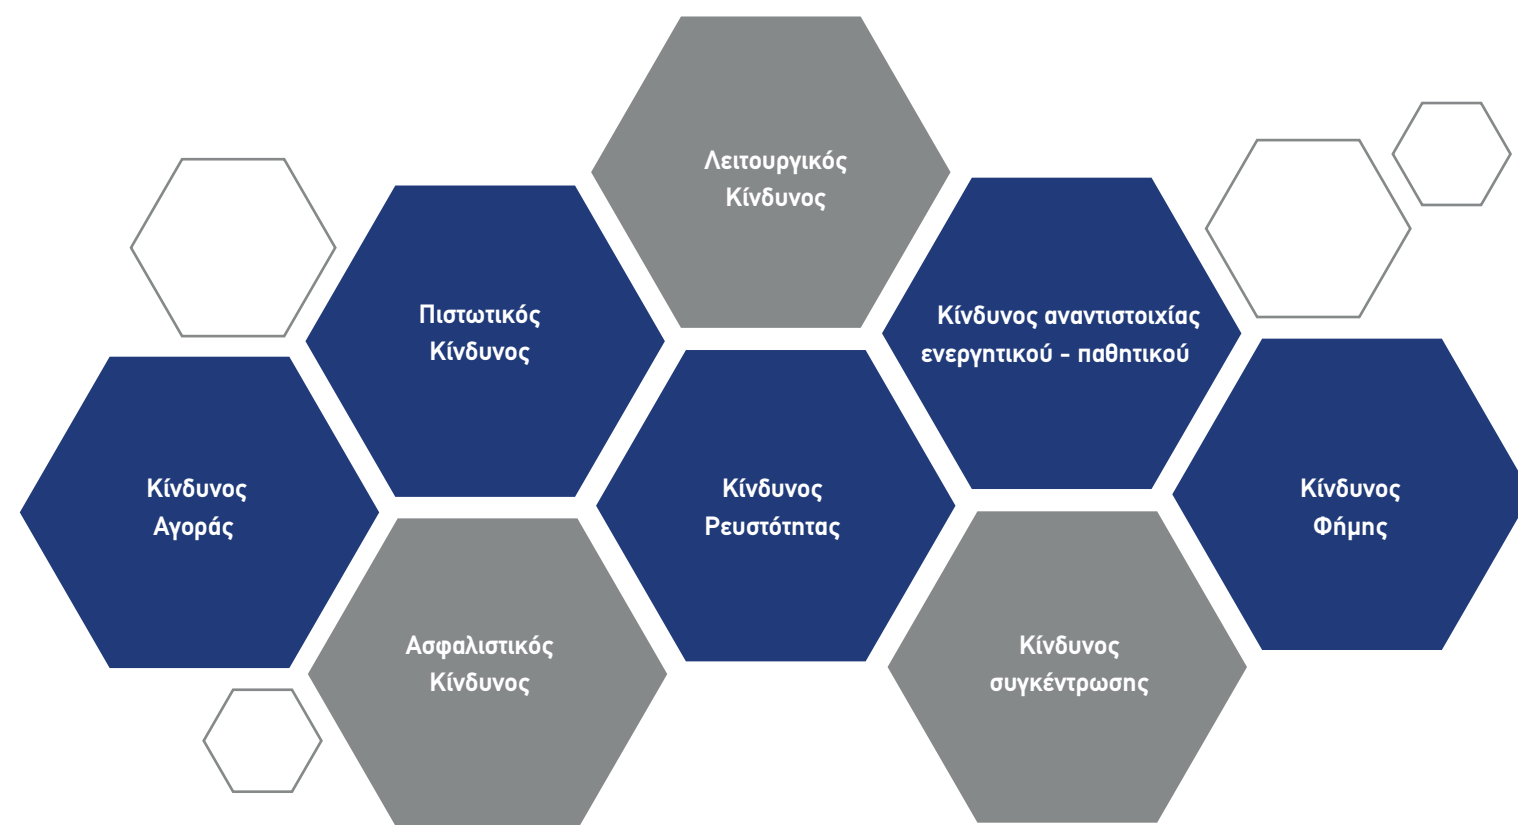 Λειτουργικός
Κίνδυνος
Πιστωτικός
Κίνδυνος
Κίνδυνος αναντιστοιχίας
ενεργητικού - παθητικού
Κίνδυνος
Αγοράς
Κίνδυνος
Ρευστότητας
Κίνδυνος
Φήμης
Ασφαλιστικός
Κίνδυνος
Κίνδυνος
συγκέντρωσης